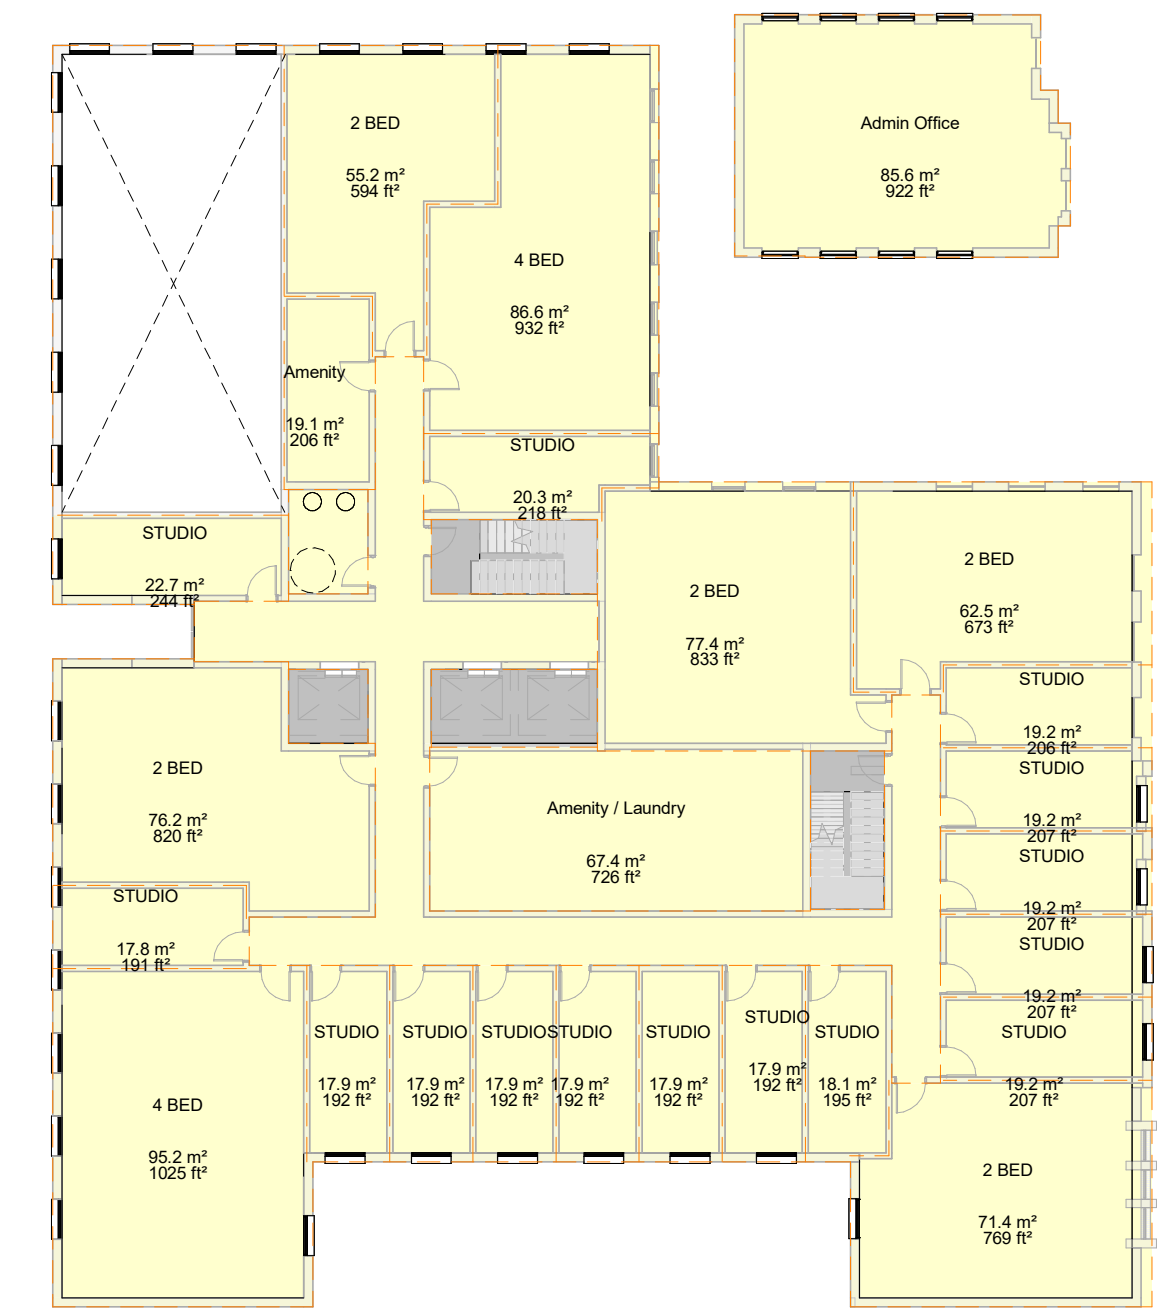 2 BED
55.2 m²
594 ft²
Admin Office
85.6 m²
922 ft²
4 BED
86.6 m²
932 ft²
Amenity
19.1 m²
206 ft²
STUDIO
20.3 m²
218 ft²
STUDIO
22.7 m²
244 ft²
2 BED
77.4 m²
833 ft²
2 BED
62.5 m²
673 ft²
STUDIO
19.2 m²
206 ft²
STUDIO
19.2 m²
207 ft²
STUDIO
19.2 m²
207 ft²
STUDIO
19.2 m²
207 ft²
STUDIO
19.2 m²
207 ft²
2 BED
76.2 m²
820 ft²
Amenity / Laundry
67.4 m²
726 ft²
STUDIO
17.8 m²
191 ft²
4 BED
95.2 m²
1025 ft²
STUDIO
17.9 m²
192 ft²
STUDIO
17.9 m²
192 ft²
STUDIO
17.9 m²
192 ft²
STUDIO
17.9 m²
192 ft²
STUDIO
17.9 m²
192 ft²
STUDIO
17.9 m²
192 ft²
STUDIO
18.1 m²
195 ft²
2 BED
71.4 m²
769 ft²